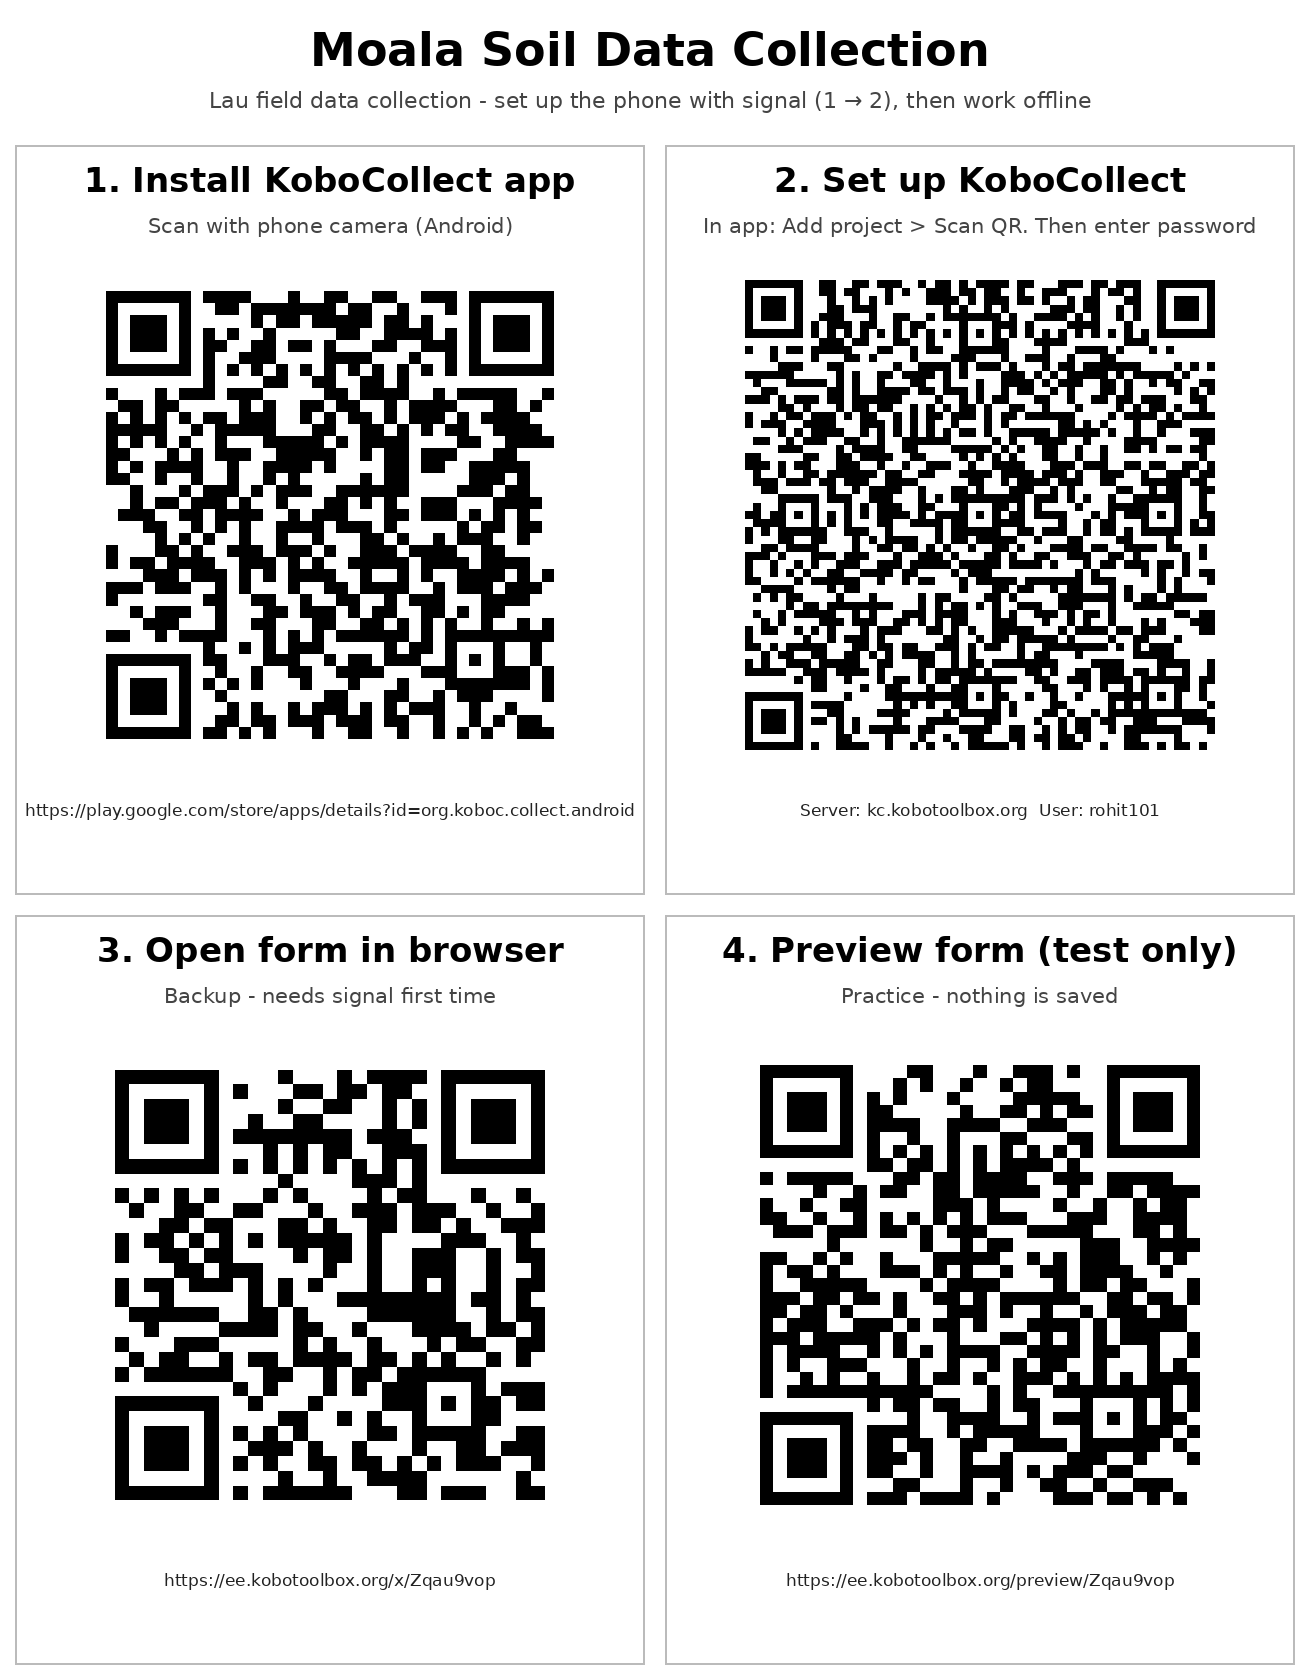 Moala Soil Data Collection
Lau field data collection - set up the phone with signal (1 → 2), then work offline
1. Install KoboCollect app
Scan with phone camera (Android)
https://play.google.com/store/apps/details?id=org.koboc.collect.android
2. Set up KoboCollect
In app: Add project > Scan QR. Then enter password
Server: kc.kobotoolbox.org  User: rohit101
3. Open form in browser
Backup - needs signal first time
https://ee.kobotoolbox.org/x/Zqau9vop
4. Preview form (test only)
Practice - nothing is saved
https://ee.kobotoolbox.org/preview/Zqau9vop